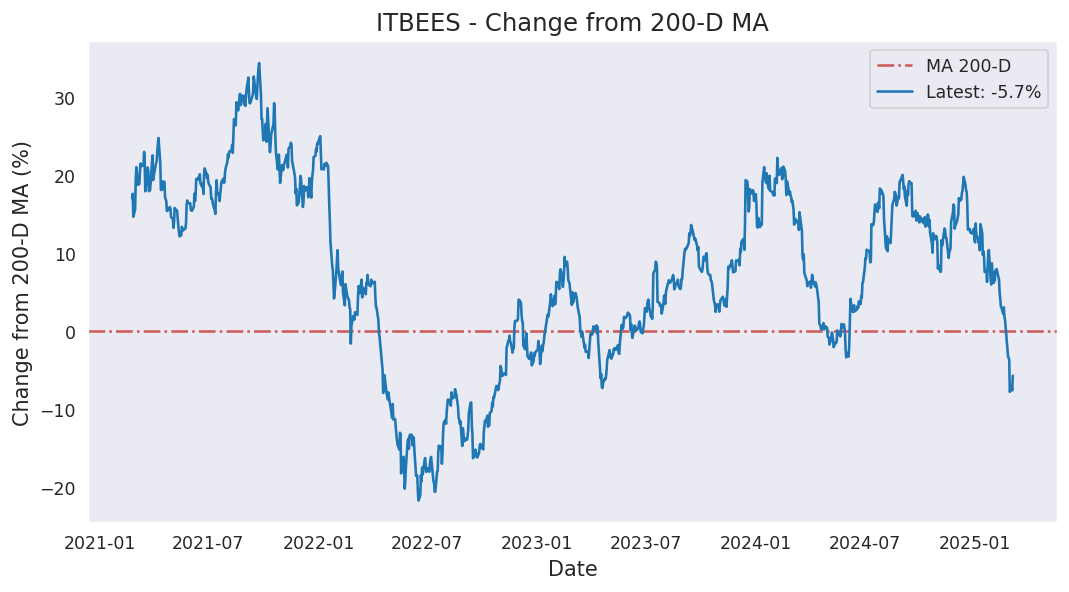 ITBEES - Change from 200-D MA
MA 200-D
Latest: -5.7%
Change from 200-D MA (%)
30
20
10
0
−10
−20
2021-01 2021-07 2022-01 2022-07 2023-01 2023-07 2024-01 2024-07 2025-01
Date